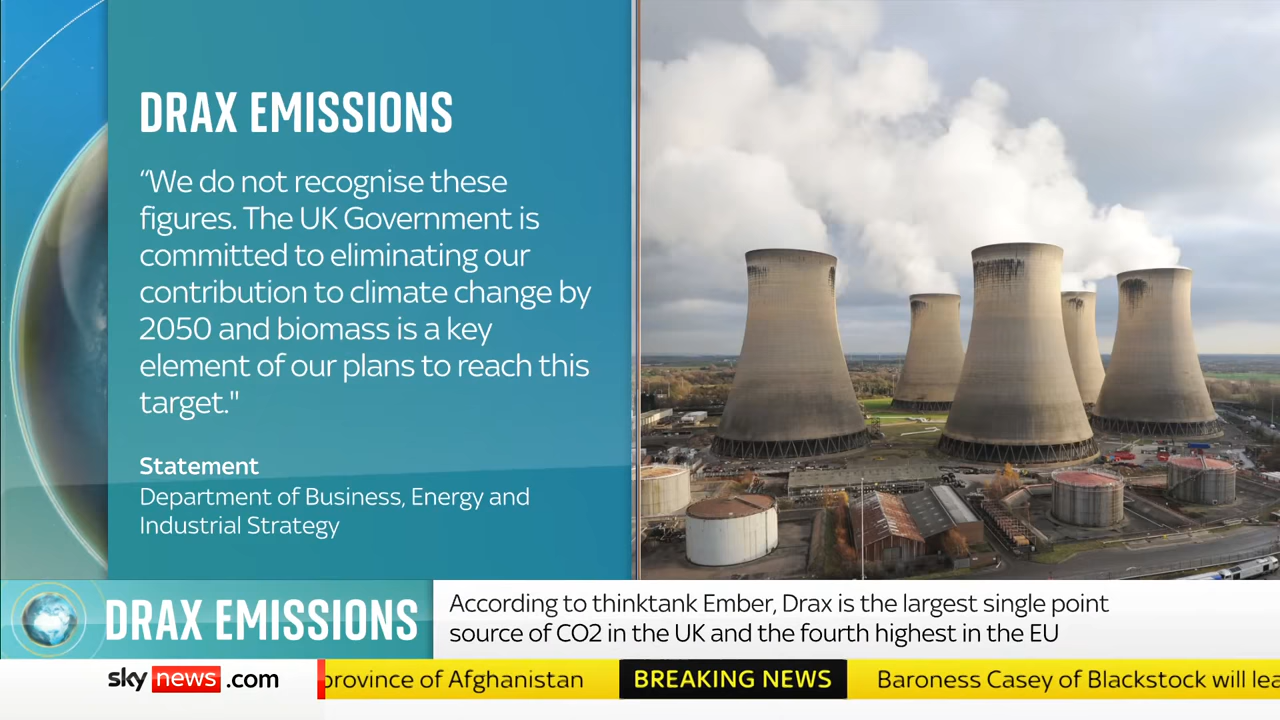 DRAX EMISSIONS
“We do not recognise these
figures. The UK Government is
committed to eliminating our
contribution to climate change by
2050 and biomass is a key
element of our plans to reach this
target."
Statement
Department of Business, Energy and
Industrial Strategy
DRAX EMISSIONS
According to thinktank Ember, Drax is the largest single point
source of CO2 in the UK and the fourth highest in the EU
sky news .com
province of Afghanistan BREAKING NEWS Baroness Casey of Blackstock will